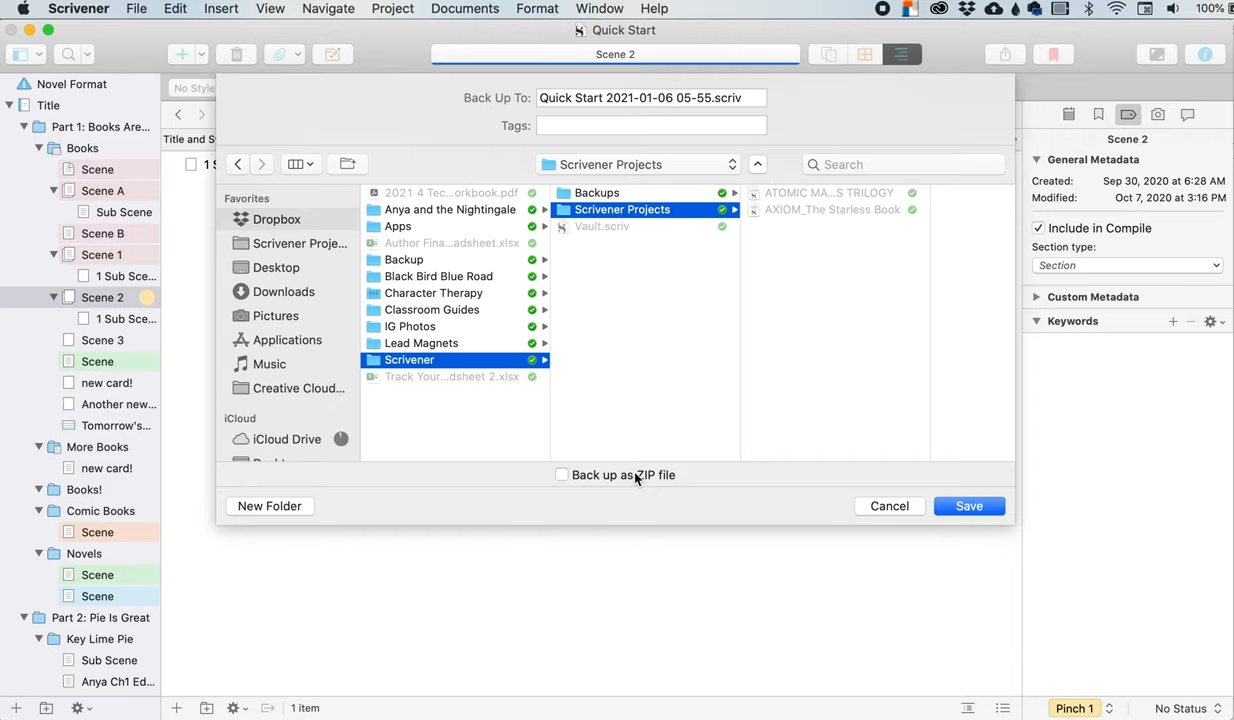 Scrivener File Edit Insert View Navigate Project Documents Format Window Help 100%
Quick Start
Scene 2
Novel Format
Title
Part 1: Books Are...
Books
Scene
Scene A
Sub Scene
Scene B
Scene 1
1 Sub Sce...
Scene 2
1 Sub Sce...
Scene 3
Scene
new card!
Another new...
Tomorrow's...
More Books
new card!
Books!
Comic Books
Scene
Novels
Scene
Scene
Part 2: Pie Is Great
Key Lime Pie
Sub Scene
Anya Ch1 Ed...
No Style
Title and S
1 S
Back Up To: Quick Start 2021-01-06 05-55.scriv
Tags:
Scrivener Projects
Search
Favorites
Dropbox
Scrivener Proje...
Desktop
Downloads
Pictures
Applications
Music
Creative Cloud...
iCloud
iCloud Drive
2021 4 Tec...orkbook.pdf
Anya and the Nightingale
Apps
Author Fina...adsheet.xlsx
Backup
Black Bird Blue Road
Character Therapy
Classroom Guides
IG Photos
Lead Magnets
Scrivener
Track Your...dsheet 2.xlsx
Backups
Scrivener Projects
Vault.scriv
ATOMIC MA...S TRILOGY
AXIOM_The Starless Book
Back up as ZIP file
New Folder
Cancel
Save
Scene 2
General Metadata
Created: Sep 30, 2020 at 6:28 AM
Modified: Oct 7, 2020 at 3:16 PM
Include in Compile
Section type:
Section
Custom Metadata
Keywords
1 item
Pinch 1
No Status